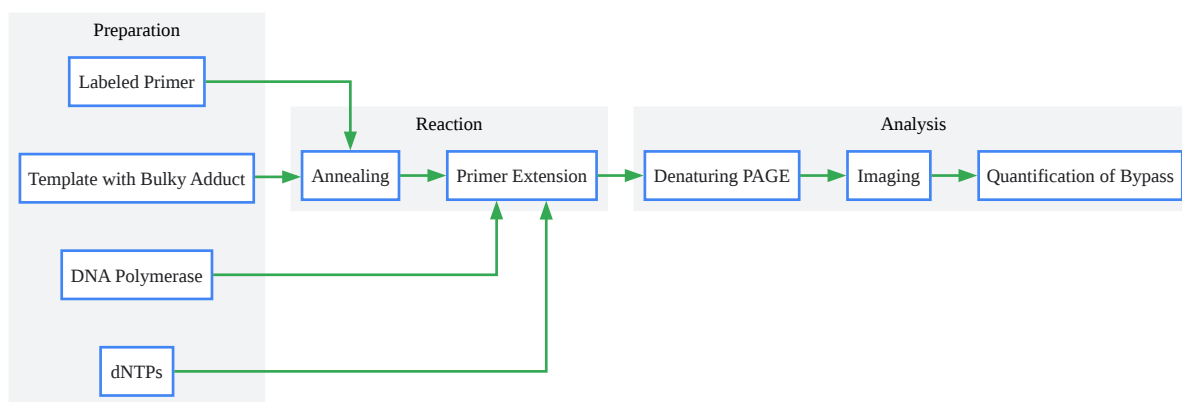 Preparation
Labeled Primer
Template with Bulky Adduct
DNA Polymerase
dNTPs
Reaction
Annealing
Primer Extension
Analysis
Denaturing PAGE
Imaging
Quantification of Bypass